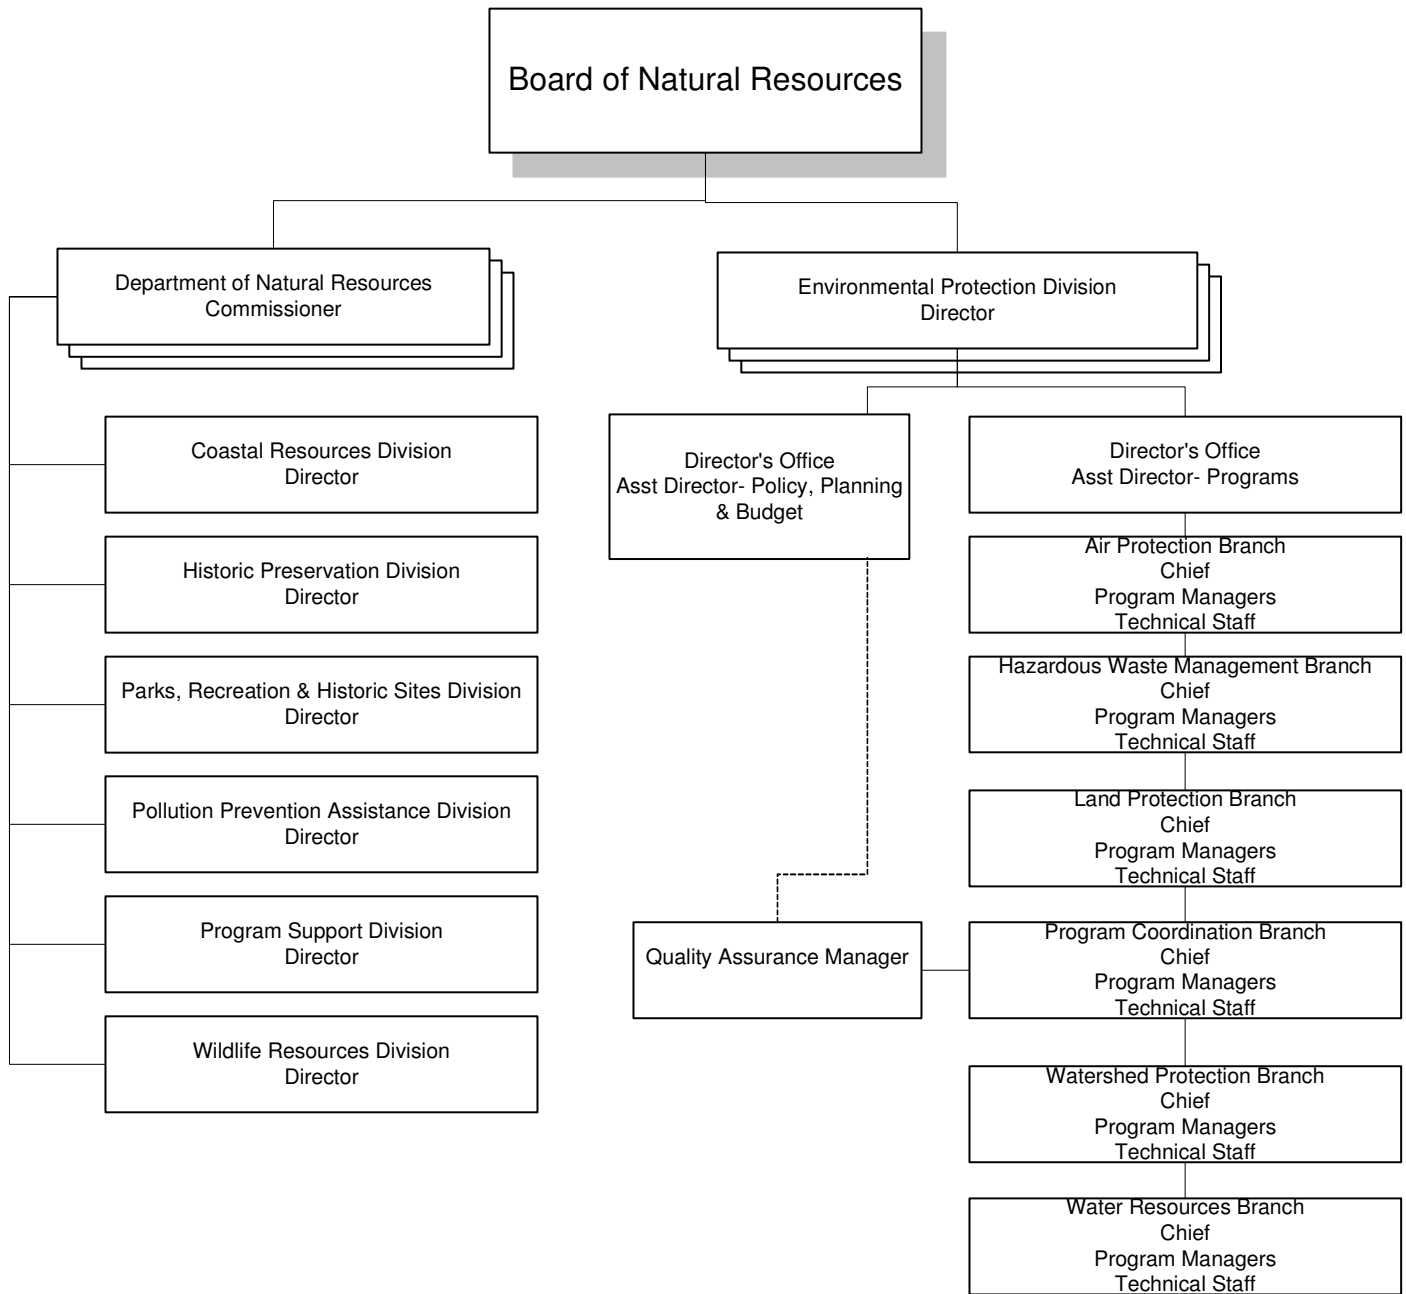 Board of Natural Resources
Department of Natural Resources
Commissioner
Environmental Protection Division
Director
Coastal Resources Division
Director
Historic Preservation Division
Director
Parks, Recreation & Historic Sites Division
Director
Pollution Prevention Assistance Division
Director
Program Support Division
Director
Wildlife Resources Division
Director
Director's Office
Asst Director- Policy, Planning
& Budget
Quality Assurance Manager
Director's Office
Asst Director- Programs
Air Protection Branch
Chief
Program Managers
Technical Staff
Hazardous Waste Management Branch
Chief
Program Managers
Technical Staff
Land Protection Branch
Chief
Program Managers
Technical Staff
Program Coordination Branch
Chief
Program Managers
Technical Staff
Watershed Protection Branch
Chief
Program Managers
Technical Staff
Water Resources Branch
Chief
Program Managers
Technical Staff